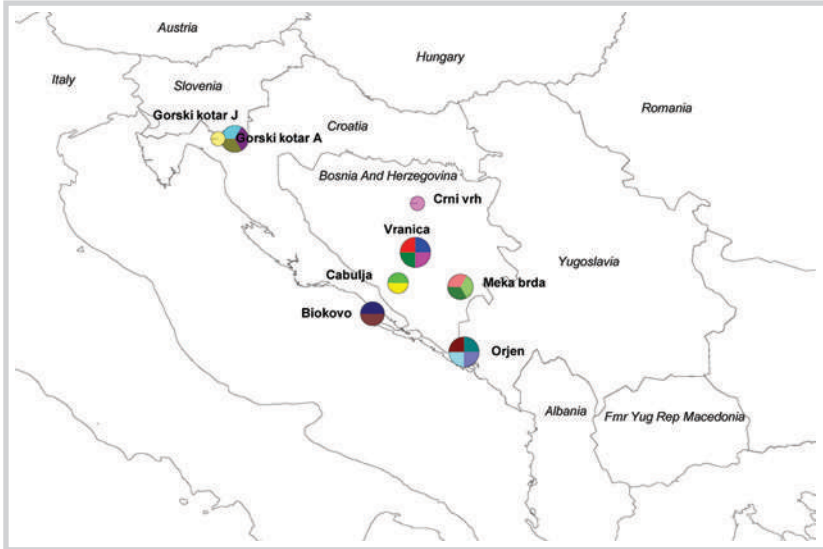 Austria
Hungary
Italy
Slovenia
Romania
Gorski kotar J
Croatia
Gorski kotar A
Bosnia And Herzegovina
Crni vrh
Vranica
Yugoslavia
Cabulja
Meka brda
Biokovo
Orjen
Albania
Fmr Yug Rep Macedonia